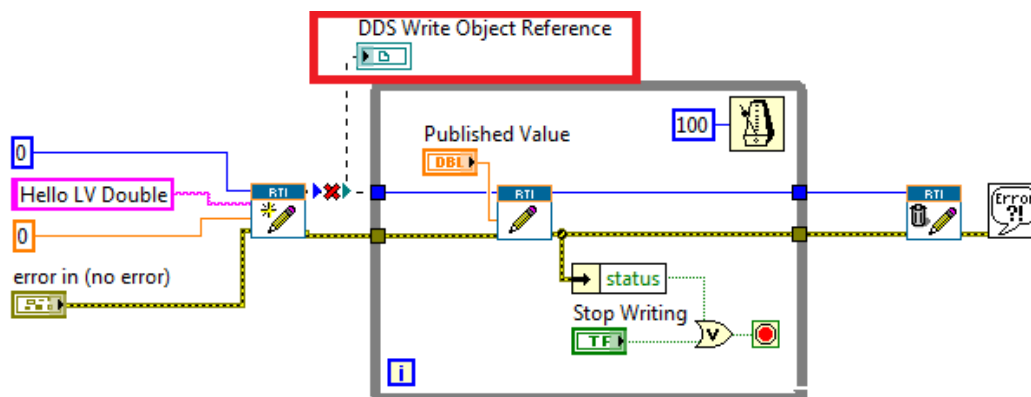 DDS Write Object Reference
100
Published Value
DBL
0
Hello LV Double
RTI
RTI
RTI
Error
?!
0
error in (no error)
status
Stop Writing
TF
V
i